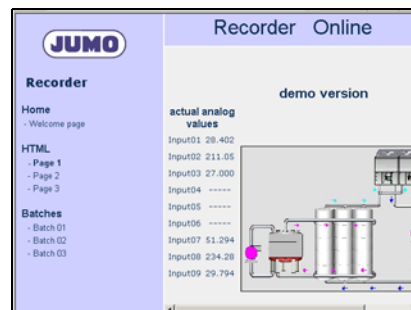 JUMO
Recorder
Home
- Welcome page
HTML
- Page 1
- Page 2
- Page 3
Batches
- Batch 01
- Batch 02
- Batch 03
Recorder Online
demo version
actual analog
values
Input01 28.402
Input02 211.05
Input03 27.000
Input04 -----
Input05 -----
Input06 -----
Input07 51.294
Input08 234.28
Input09 29.794